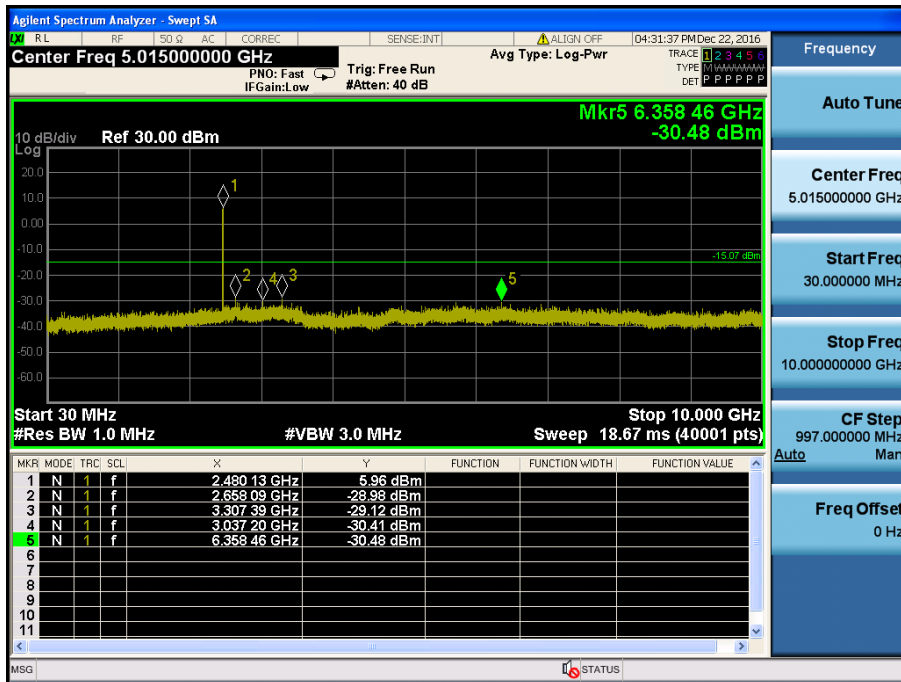 Agilent Spectrum Analyzer - Swept SA
LXI RL RF 50 Ω AC CORREC SENSE:INT ALIGN OFF 04:31:37 PM Dec 22, 2016
Center Freq 5.015000000 GHz
PNO: Fast
IFGain:Low
Trig: Free Run
#Atten: 40 dB
Avg Type: Log-Pwr
TRACE 1 2 3 4 5 6
TYPE MWWWWW
DET P P P P P P
Mkr5 6.358 46 GHz
-30.48 dBm
10 dB/div
Log
Ref 30.00 dBm
20.0
10.0
0.00
-10.0
-20.0
-30.0
-40.0
-50.0
-60.0
1
2
4
3
5
-15.07 dBm
Start 30 MHz
Stop 10.000 GHz
#Res BW 1.0 MHz
#VBW 3.0 MHz
Sweep 18.67 ms (40001 pts)
MKR MODE TRC SCL X Y FUNCTION FUNCTION WIDTH FUNCTION VALUE
1 N 1 f 2.480 13 GHz 5.96 dBm
2 N 1 f 2.658 09 GHz -28.98 dBm
3 N 1 f 3.307 39 GHz -29.12 dBm
4 N 1 f 3.037 20 GHz -30.41 dBm
5 N 1 f 6.358 46 GHz -30.48 dBm
6
7
8
9
10
11
MSG
STATUS
Frequency
Auto Tune
Center Freq
5.015000000 GHz
Start Freq
30.000000 MHz
Stop Freq
10.000000000 GHz
CF Step
997.000000 MHz
Auto Man
Freq Offset
0 Hz